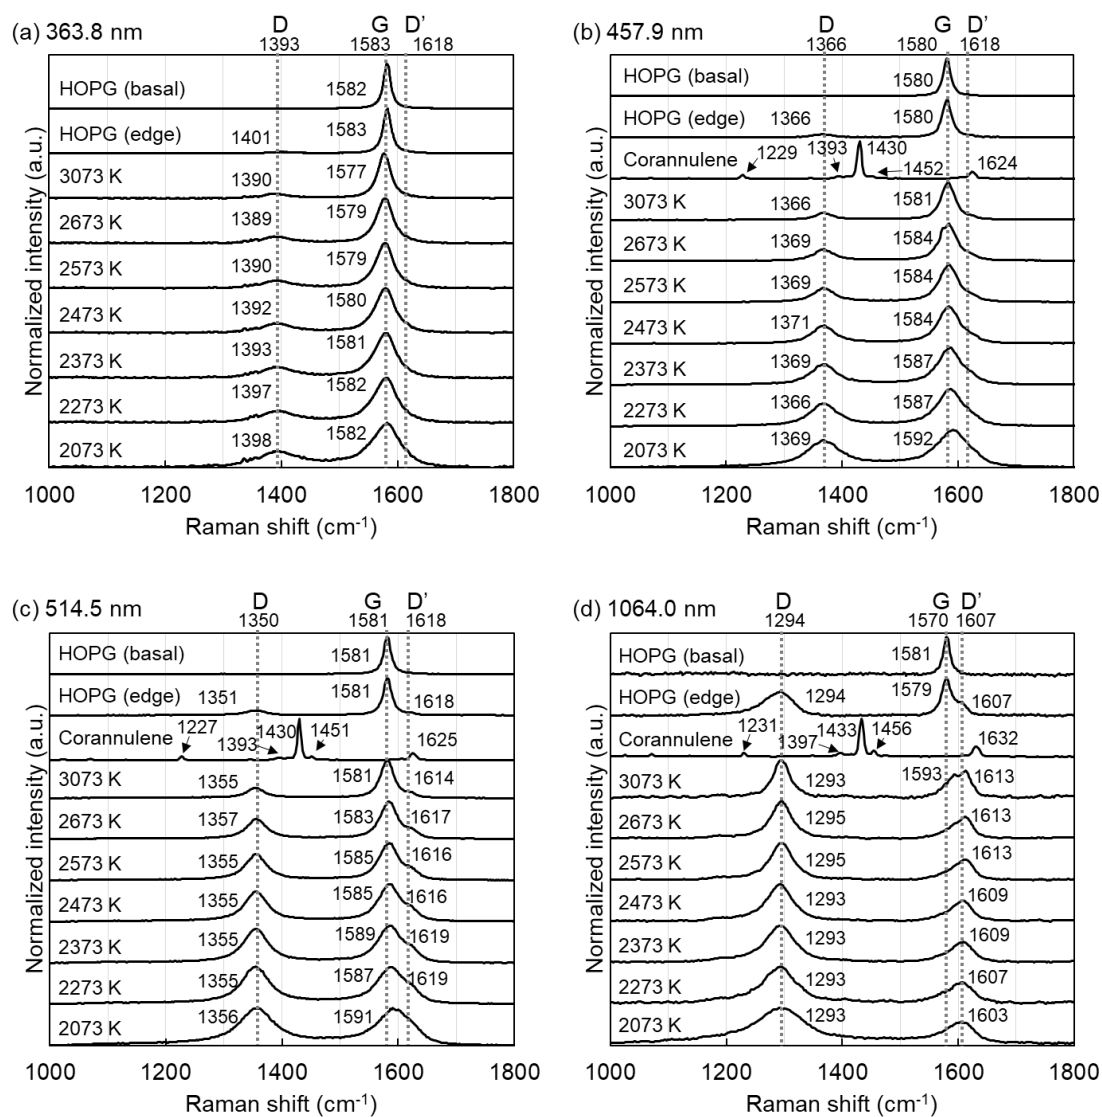 (a) 363.8 nm
D G D’
1393 1583 1618
HOPG (basal) 1582
HOPG (edge) 1401 1583
3073 K 1390 1577
2673 K 1389 1579
2573 K 1390 1579
2473 K 1392 1580
2373 K 1393 1581
2273 K 1397 1582
2073 K 1398 1582
Normalized intensity (a.u.)
1000 1200 1400 1600 1800
Raman shift (cm⁻¹)
(b) 457.9 nm
D G D’
1366 1580 1618
HOPG (basal) 1580
HOPG (edge) 1366 1580
Corannulene 1229 1393 1430 1452 1624
3073 K 1366 1581
2673 K 1369 1584
2573 K 1369 1584
2473 K 1371 1584
2373 K 1369 1587
2273 K 1366 1587
2073 K 1369 1592
Normalized intensity (a.u.)
1000 1200 1400 1600 1800
Raman shift (cm⁻¹)
(c) 514.5 nm
D G D’
1350 1581 1618
HOPG (basal) 1581
HOPG (edge) 1351 1581 1618
Corannulene 1227 1393 1430 1451 1625
3073 K 1355 1581 1614
2673 K 1357 1583 1617
2573 K 1355 1585 1616
2473 K 1355 1585 1616
2373 K 1355 1589 1619
2273 K 1355 1587 1619
2073 K 1356 1591
Normalized intensity (a.u.)
1000 1200 1400 1600 1800
Raman shift (cm⁻¹)
(d) 1064.0 nm
D G D’
1294 1570 1607
HOPG (basal) 1581
HOPG (edge) 1294 1579 1607
Corannulene 1231 1397 1433 1456 1632
3073 K 1293 1593 1613
2673 K 1295 1613
2573 K 1295 1613
2473 K 1293 1609
2373 K 1293 1609
2273 K 1293 1607
2073 K 1293 1603
Normalized intensity (a.u.)
1000 1200 1400 1600 1800
Raman shift (cm⁻¹)